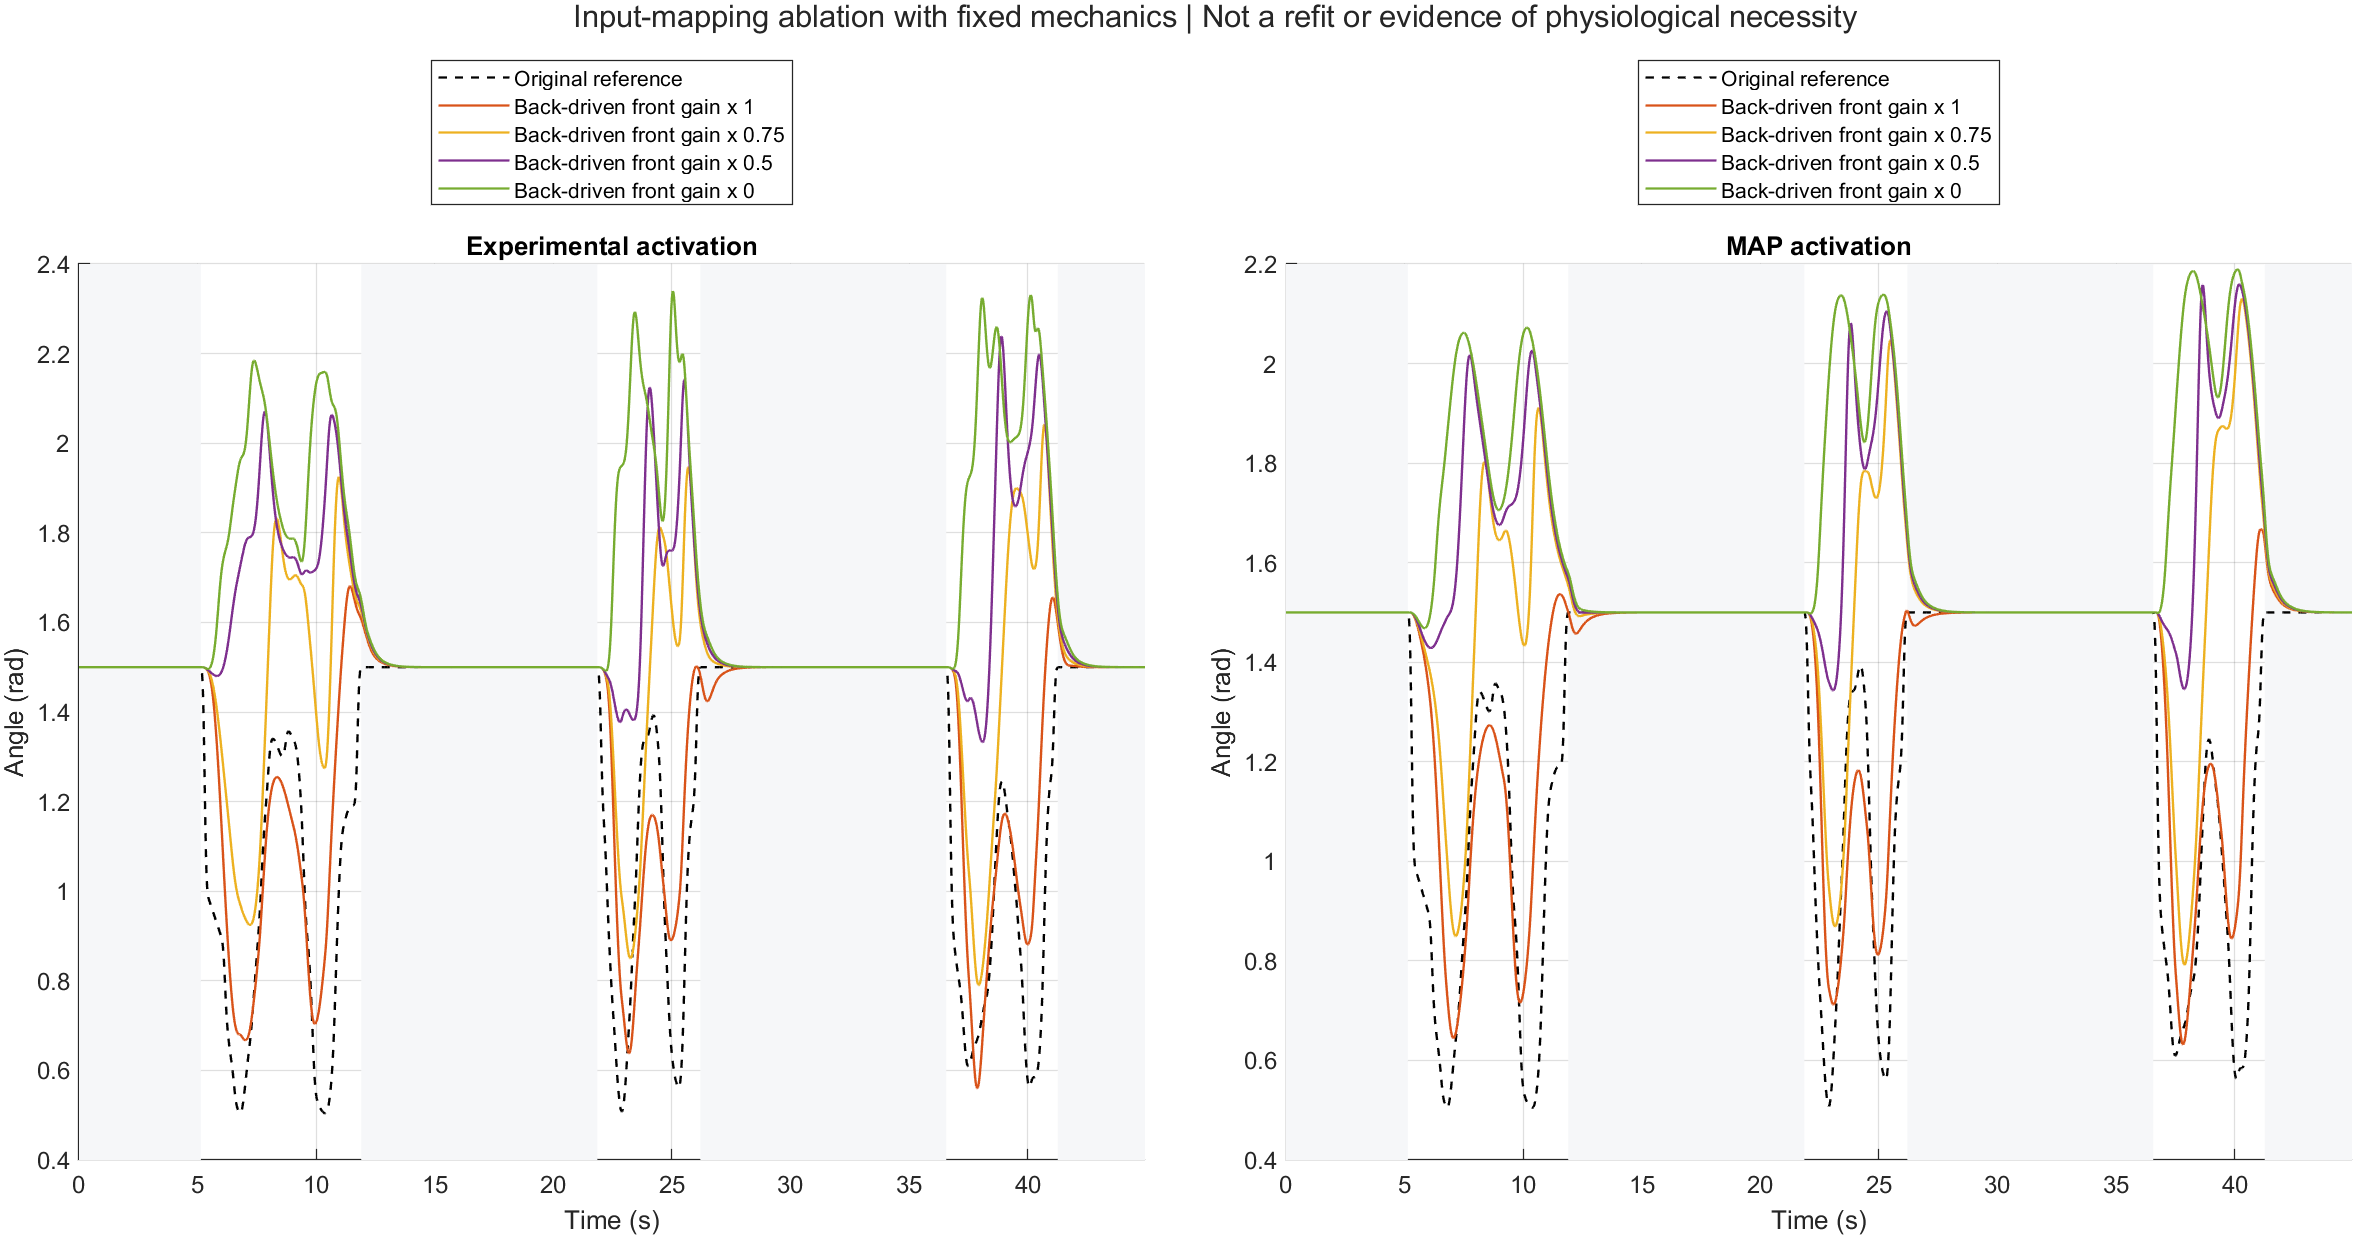 Input-mapping ablation with fixed mechanics | Not a refit or evidence of physiological necessity
Original reference
Back-driven front gain x 1
Back-driven front gain x 0.75
Back-driven front gain x 0.5
Back-driven front gain x 0
Original reference
Back-driven front gain x 1
Back-driven front gain x 0.75
Back-driven front gain x 0.5
Back-driven front gain x 0
Experimental activation
2.4
2.2
2
1.8
1.6
1.4
1.2
1
0.8
0.6
0.4
Angle (rad)
0 5 10 15 20 25 30 35 40
Time (s)
MAP activation
2.2
2
1.8
1.6
1.4
1.2
1
0.8
0.6
0.4
Angle (rad)
0 5 10 15 20 25 30 35 40
Time (s)